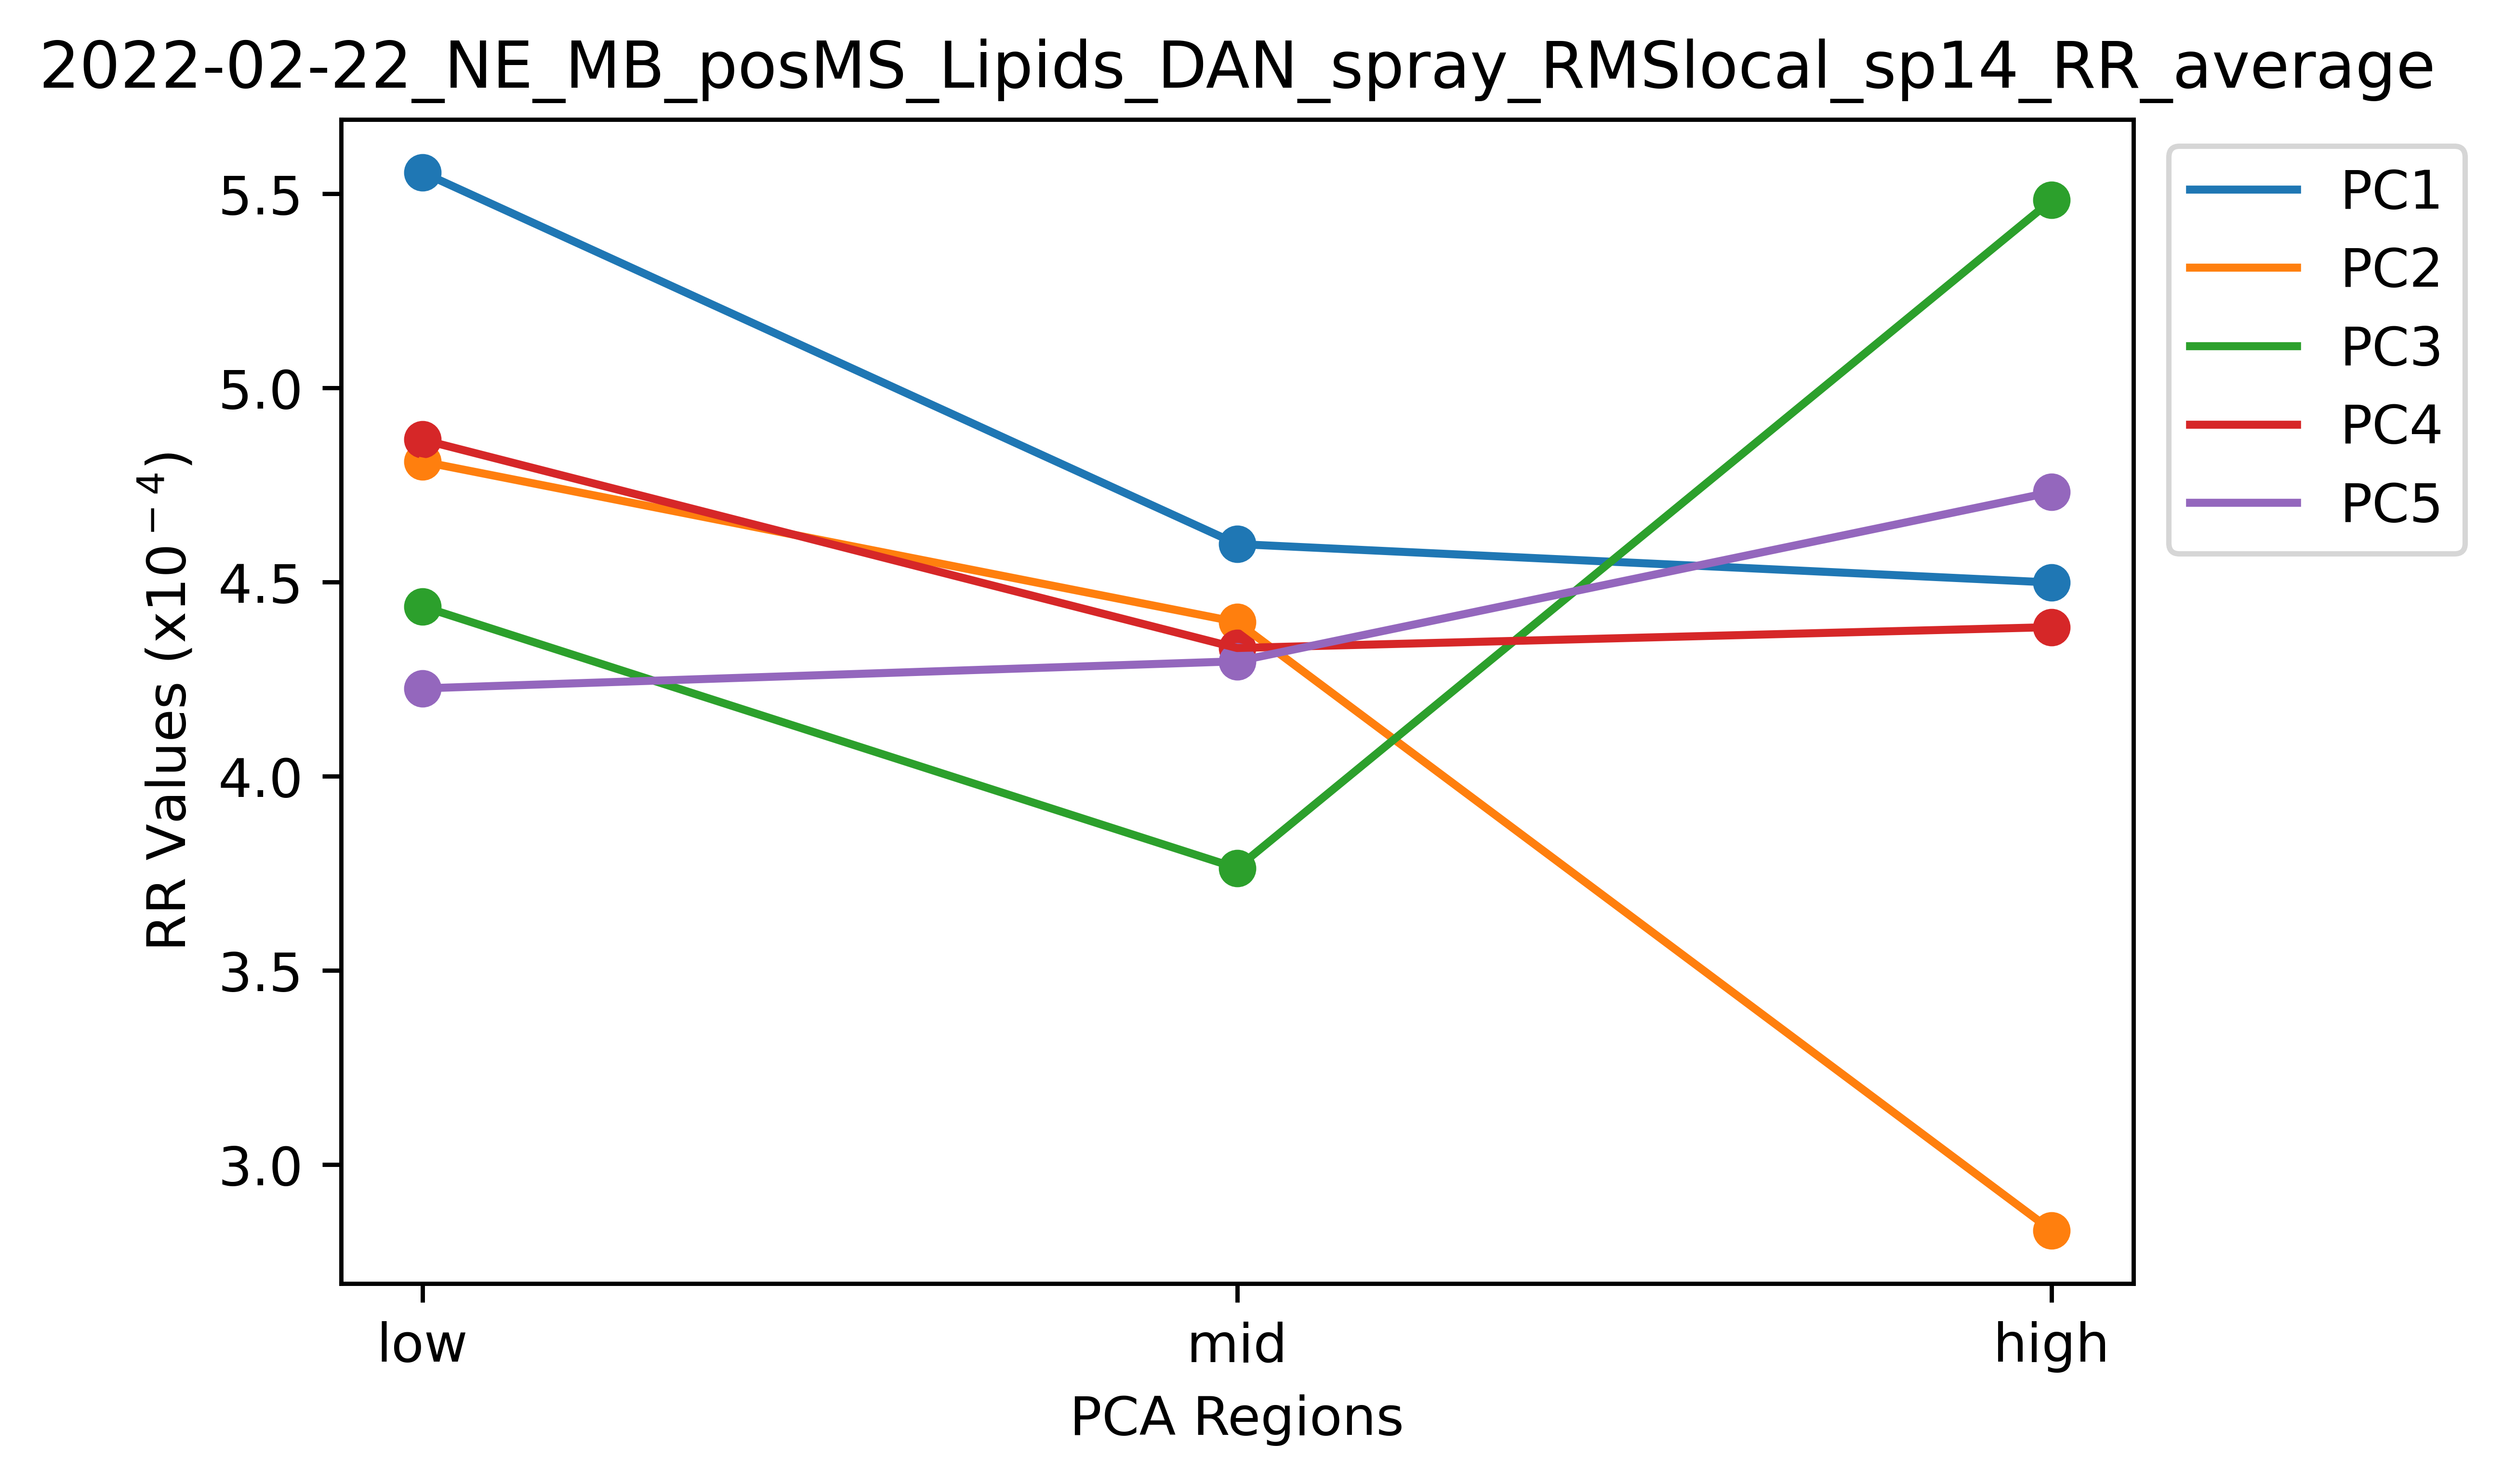 2022-02-22_NE_MB_posMS_Lipids_DAN_spray_RMSlocal_sp14_RR_average
RR Values (x10⁻⁴)
5.5
5.0
4.5
4.0
3.5
3.0
low
mid
high
PCA Regions
PC1
PC2
PC3
PC4
PC5